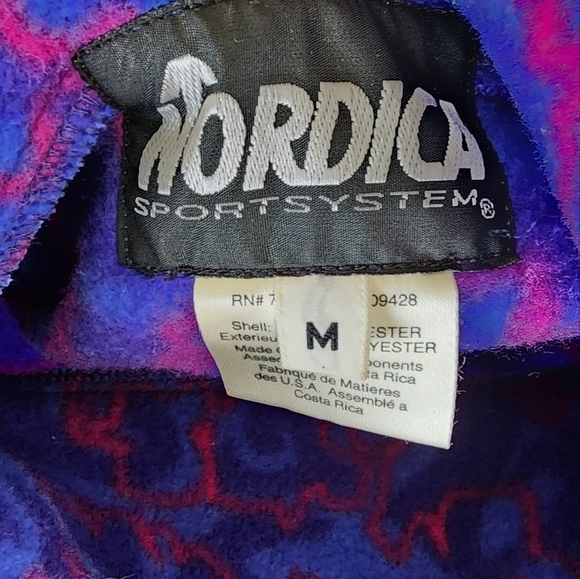 NORDICA
SPORTSYSTEM®
RN# 7 09428
Shell: ESTER
Exterieu YESTER
M
Made ponents
Asse ta Rica
Fabriqué de Matieres
des U.S.A. Assemblé a
Costa Rica